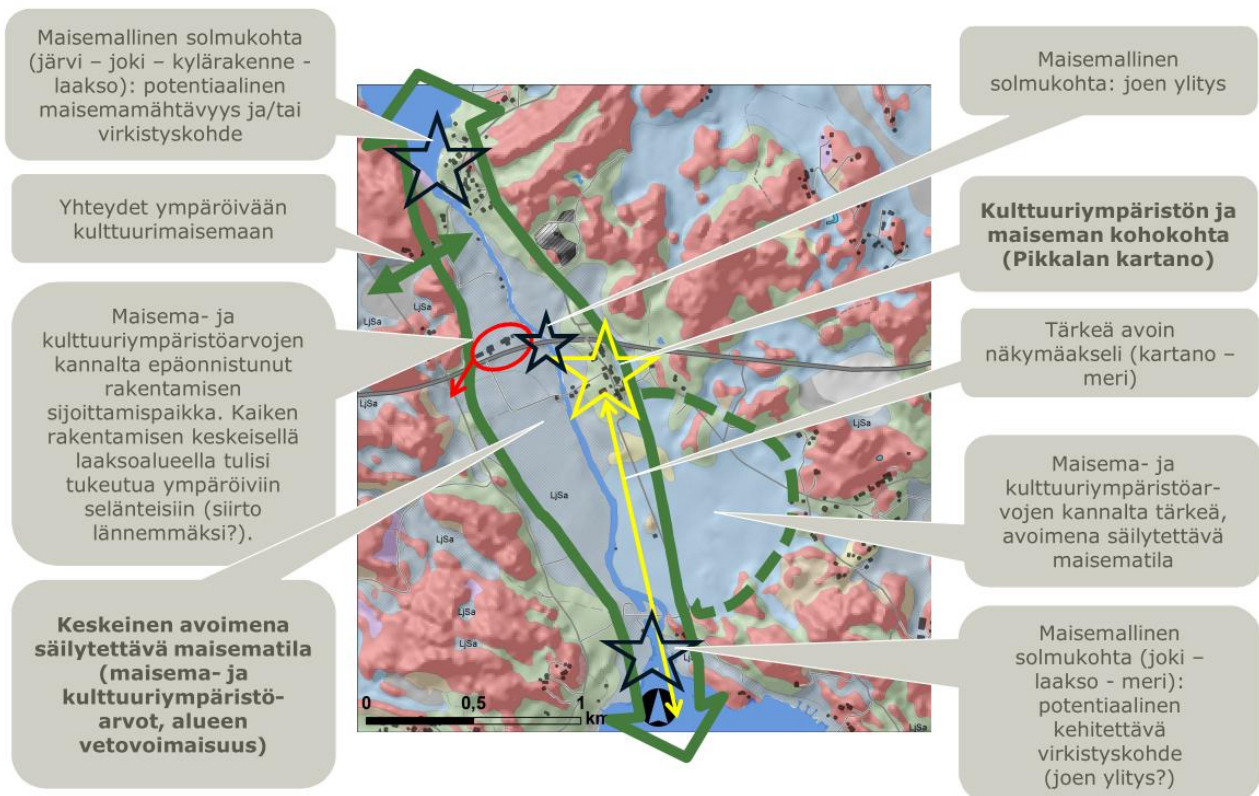 Maisemallinen solmukohta
(järvi – joki – kylärakenne -
laakso): potentiaalinen
maisemamähtävyys ja/tai
virkistyskohde
Yhteydet ympäröivään
kulttuurimaisemaan
Maisema- ja
kulttuuriympäristöarvojen
kannalta epäonnistunut
rakentamisen
sijoittamispaikka. Kaiken
rakentamisen keskeisellä
laaksoalueella tulisi
tukeutua ympäröiviin
selänteisiin (siirto
lännemmäksi?).
Keskeinen avoimena
säilytettävä maisematila
(maisema- ja
kulttuuriympäristö-
arvot, alueen
vetovoimaisuus)
Maisemallinen
solmukohta: joen ylitys
Kulttuuriympäristön ja
maiseman kohokohta
(Pikkalan kartano)
Tärkeä avoin
näkymäakseli (kartano –
meri)
Maisema- ja
kulttuuriympäristöar-
vojen kannalta tärkeä,
avoimena säilytettävä
maisematila
Maisemallinen
solmukohta (joki –
laakso - meri):
potentiaalinen
kehitettävä
virkistyskohde
(joen ylitys?)
LjSa
LjSa
LjSa
LjSa
LjSa
LjSa
LjSa
LjSa
LjSa
LjSa
0 0,5 1
km